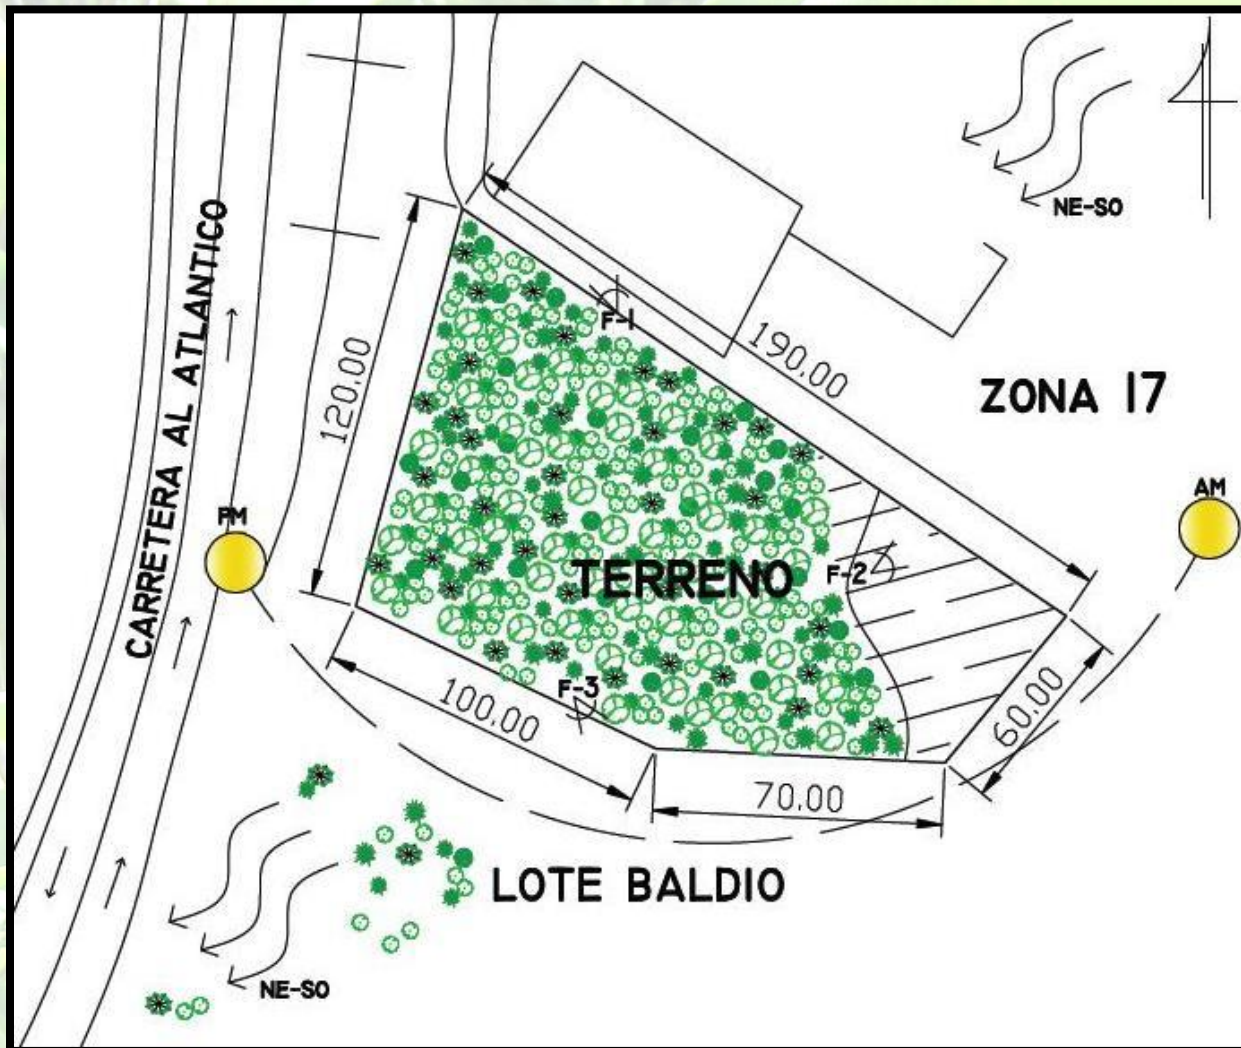 NE-SO
CARRETERA AL ATLANTICO
F-1
190.00
120.00
ZONA 17
AM
PM
TERRENO
F-2
F-3
100.00
60.00
70.00
LOTE BALDIO
NE-SO